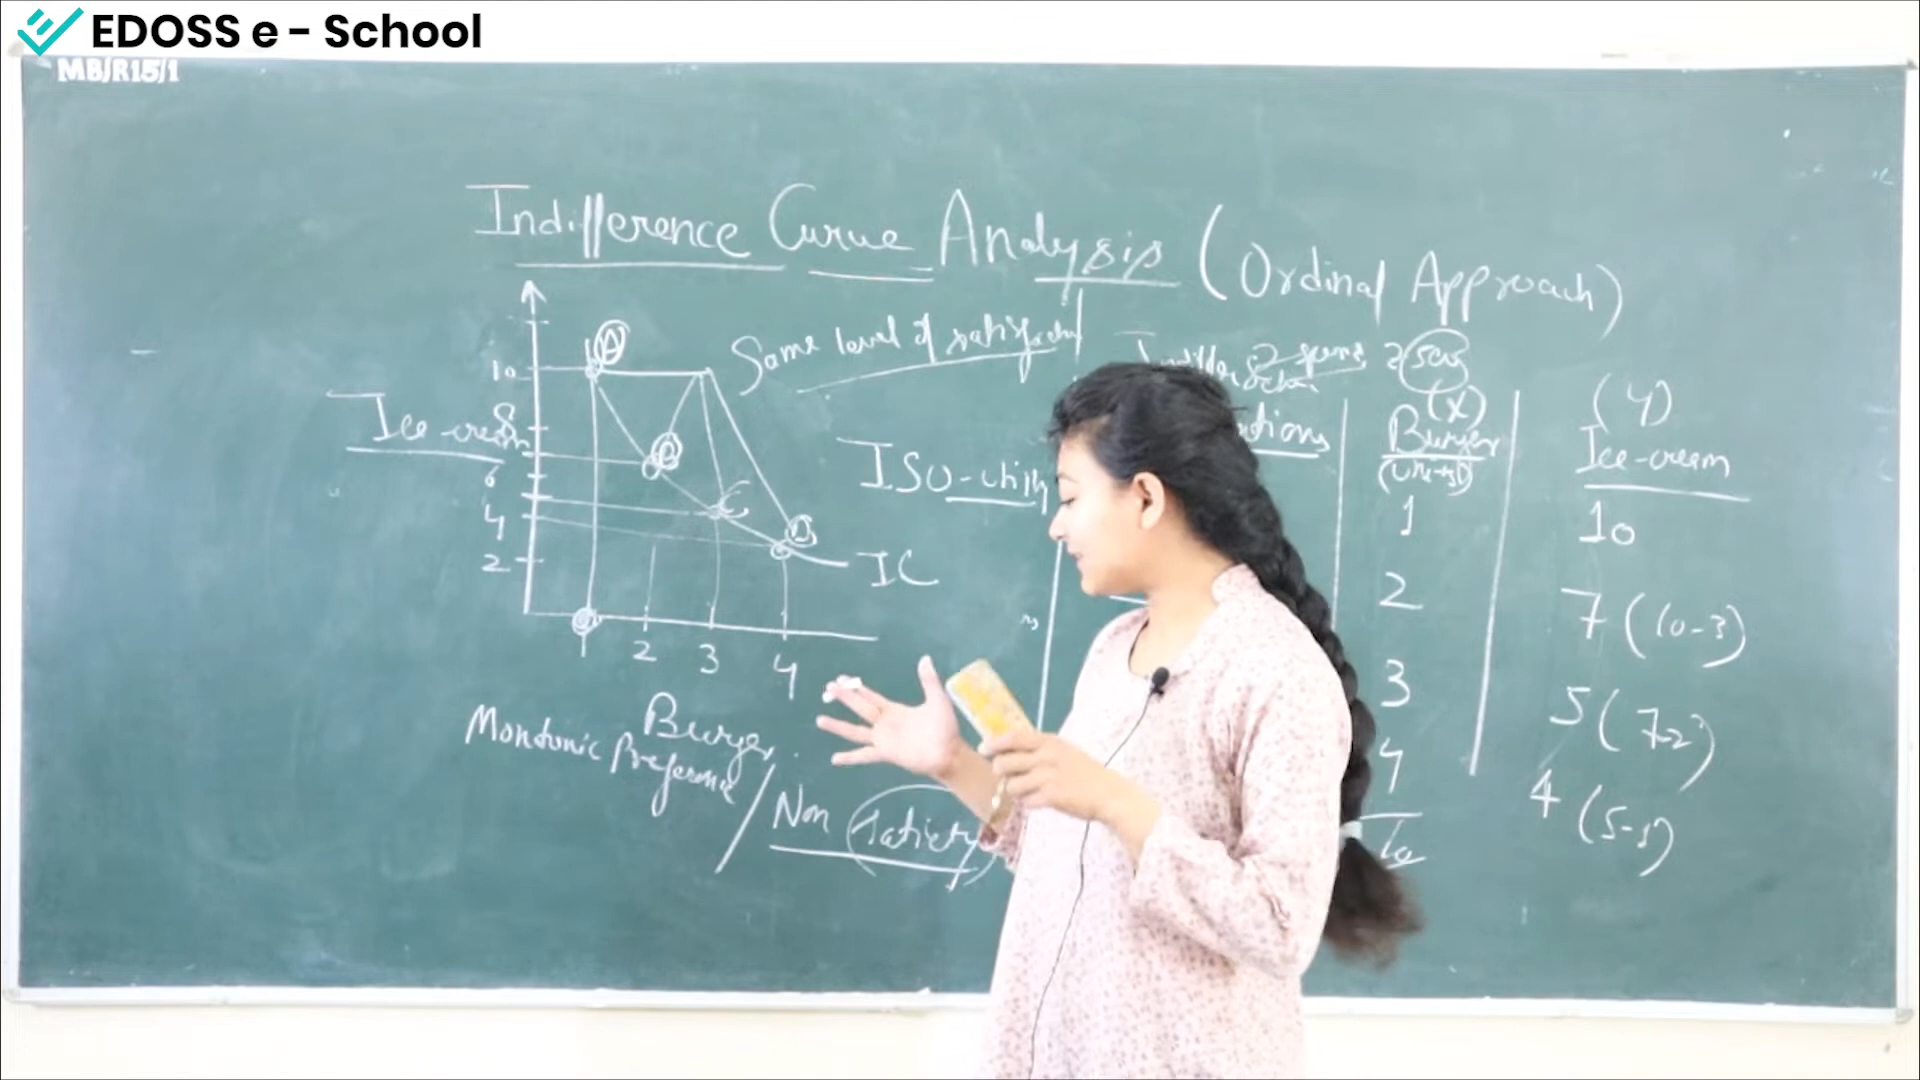 EDOSS e - School
MB/R15/1
Indifference Curve Analysis (Ordinal Approach)
Same level of
10
8
6
4
2
Ice-cream
A
B
C
D
IC
ISO-utility
1 2 3 4
Burger
Montonic Preference / Non Satiety
(X) (Y)
Burger Ice-cream
1 10
2 7 (10-3)
3 5 (7-2)
4 4 (5-1)
10